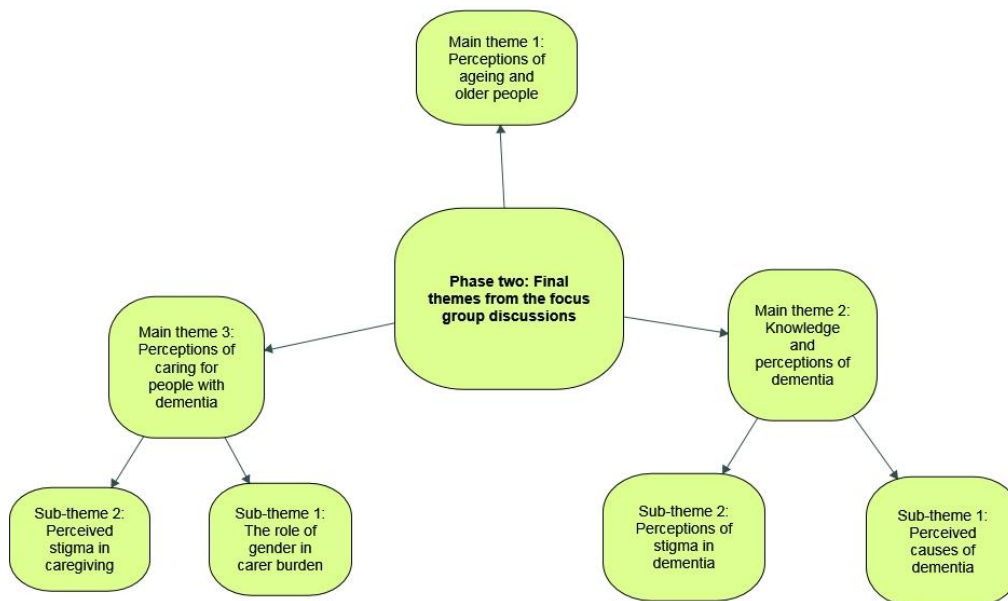 Main theme 1:
Perceptions of
ageing and
older people
Phase two: Final
themes from the focus
group discussions
Main theme 2:
Knowledge
and
perceptions of
dementia
Main theme 3:
Perceptions of
caring for
people with
dementia
Sub-theme 2:
Perceived
stigma in
caregiving
Sub-theme 1:
The role of
gender in
carer burden
Sub-theme 2:
Perceptions of
stigma in
dementia
Sub-theme 1:
Perceived
causes of
dementia